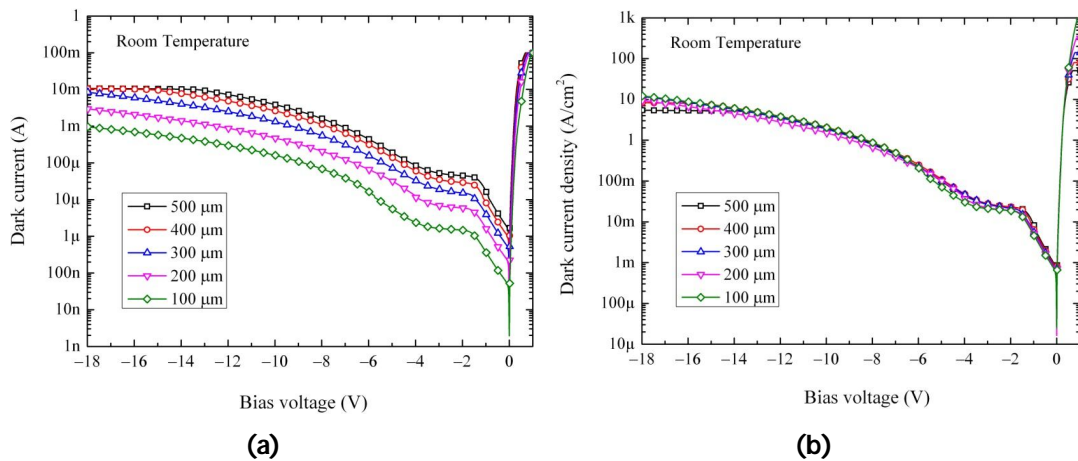 Room Temperature
Dark current (A)
1
100m
10m
1m
100μ
10μ
1μ
100n
10n
1n
500 μm
400 μm
300 μm
200 μm
100 μm
−18 −16 −14 −12 −10 −8 −6 −4 −2 0
Bias voltage (V)
(a)
Room Temperature
Dark current density (A/cm²)
1k
100
10
1
100m
10m
1m
100μ
10μ
500 μm
400 μm
300 μm
200 μm
100 μm
−18 −16 −14 −12 −10 −8 −6 −4 −2 0
Bias voltage (V)
(b)